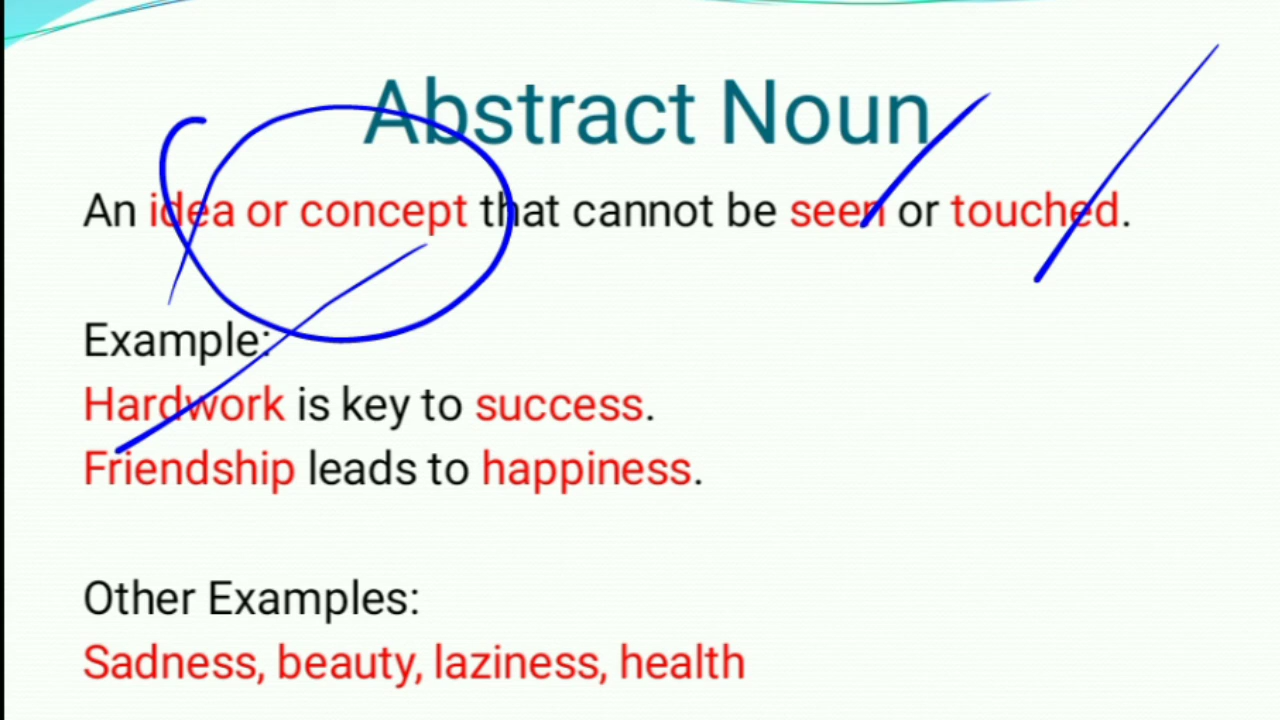 Abstract Noun
An idea or concept that cannot be seen or touched.
Example:
Hardwork is key to success.
Friendship leads to happiness.
Other Examples:
Sadness, beauty, laziness, health